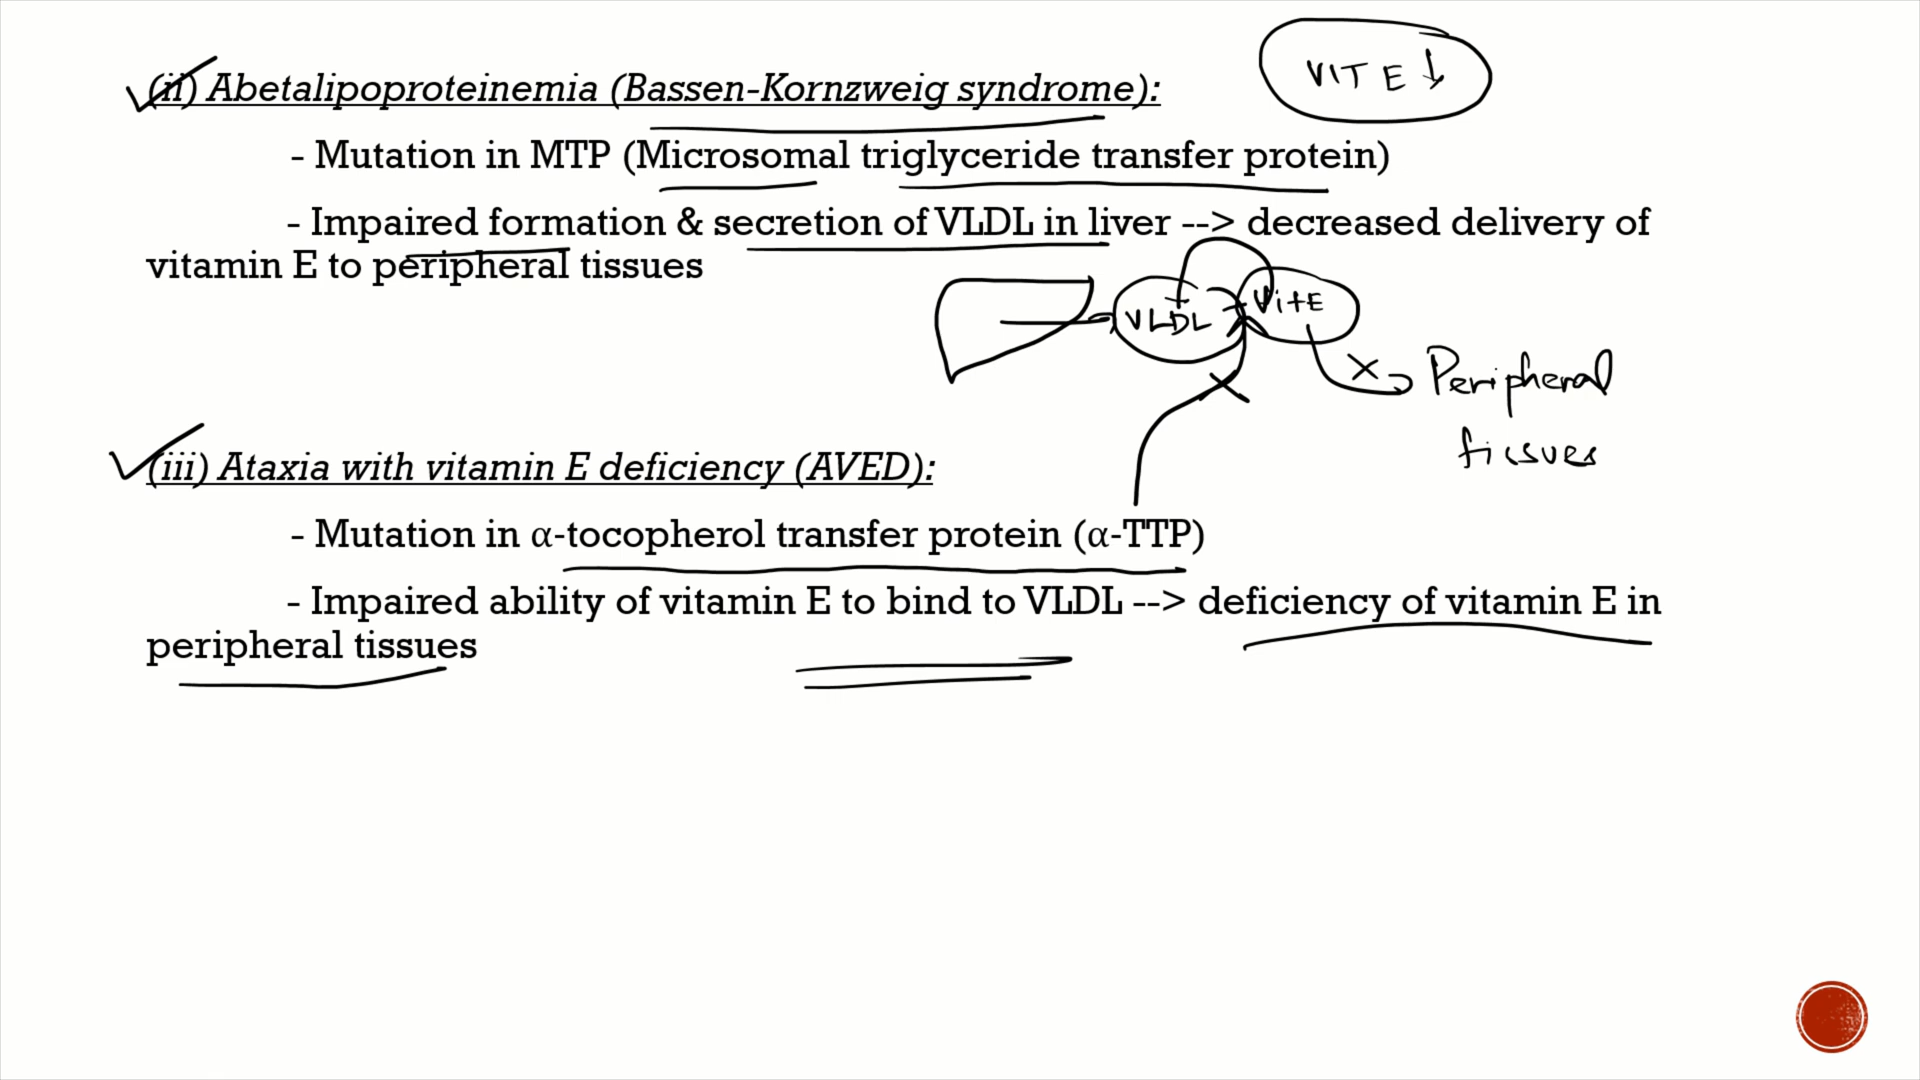 (ii) Abetalipoproteinemia (Bassen-Kornzweig syndrome):
VIT E ↓
- Mutation in MTP (Microsomal triglyceride transfer protein)
- Impaired formation & secretion of VLDL in liver --> decreased delivery of
vitamin E to peripheral tissues
VLDL
Vit E
Peripheral
tissues
(iii) Ataxia with vitamin E deficiency (AVED):
- Mutation in α-tocopherol transfer protein (α-TTP)
- Impaired ability of vitamin E to bind to VLDL --> deficiency of vitamin E in
peripheral tissues